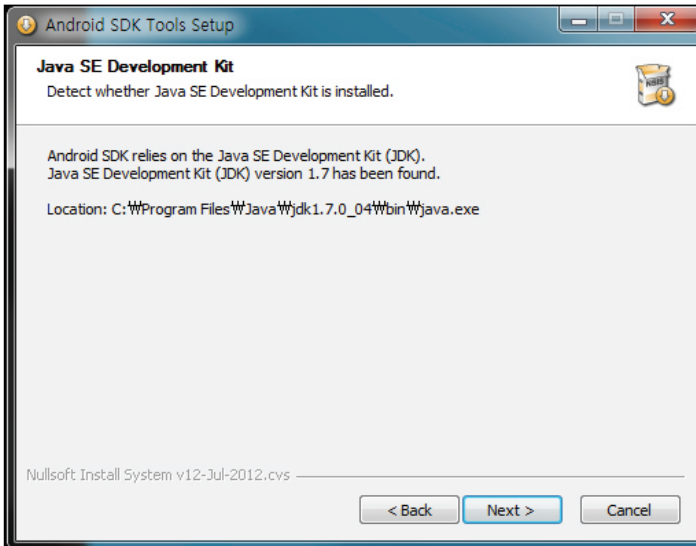 Android SDK Tools Setup
Java SE Development Kit
Detect whether Java SE Development Kit is installed.
Android SDK relies on the Java SE Development Kit (JDK).
Java SE Development Kit (JDK) version 1.7 has been found.
Location: C:₩Program Files₩Java₩jdk1.7.0_04₩bin₩java.exe
Nullsoft Install System v12-Jul-2012.cvs
< Back Next > Cancel